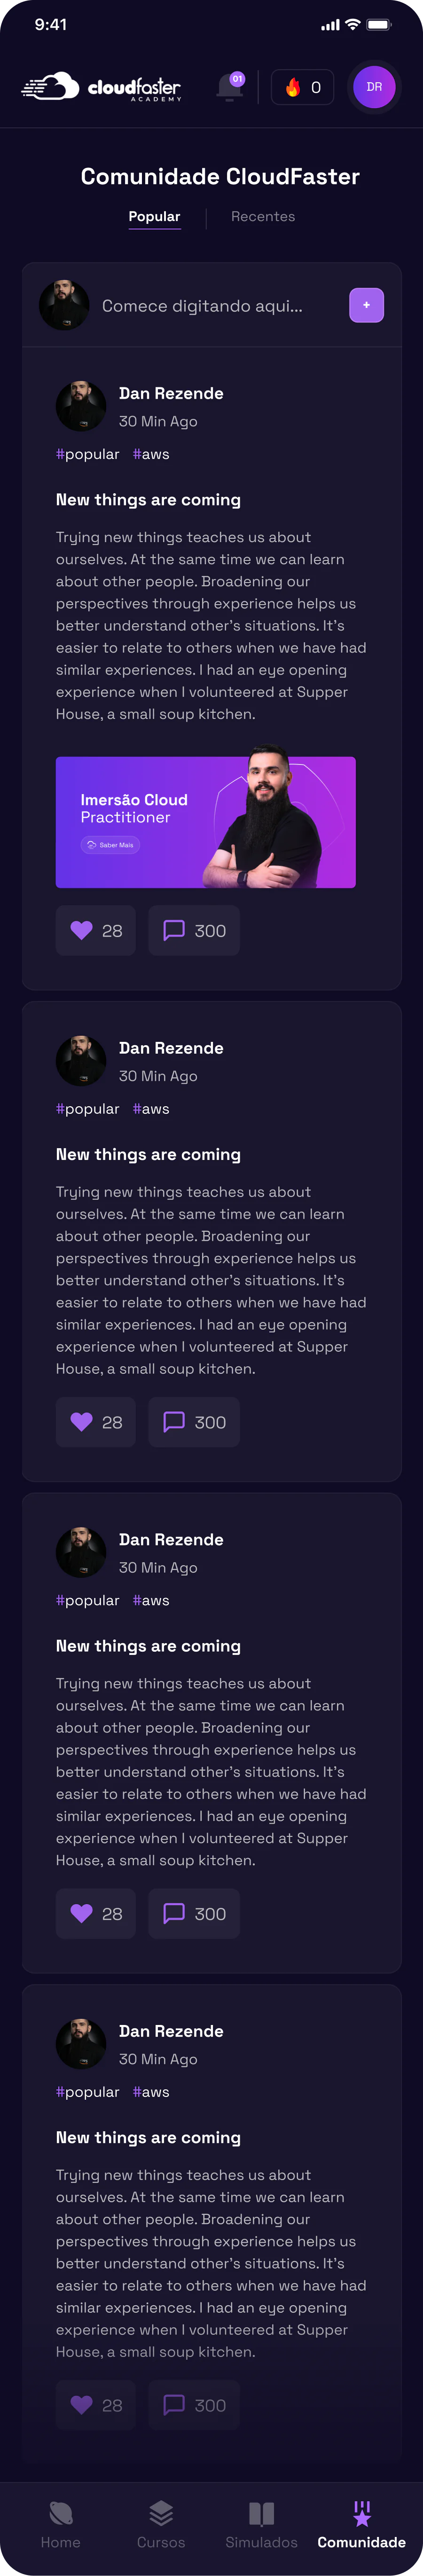 9:41
cloudfaster
ACADEMY
01
0
DR
Comunidade CloudFaster
Popular
Recentes
Comece digitando aqui...
+
Dan Rezende
30 Min Ago
#popular #aws
New things are coming
Trying new things teaches us about
ourselves. At the same time we can learn
about other people. Broadening our
perspectives through experience helps us
better understand other's situations. It's
easier to relate to others when we have had
similar experiences. I had an eye opening
experience when I volunteered at Supper
House, a small soup kitchen.
Imersão Cloud
Practitioner
Saber Mais
28
300
Dan Rezende
30 Min Ago
#popular #aws
New things are coming
Trying new things teaches us about
ourselves. At the same time we can learn
about other people. Broadening our
perspectives through experience helps us
better understand other's situations. It's
easier to relate to others when we have had
similar experiences. I had an eye opening
experience when I volunteered at Supper
House, a small soup kitchen.
28
300
Dan Rezende
30 Min Ago
#popular #aws
New things are coming
Trying new things teaches us about
ourselves. At the same time we can learn
about other people. Broadening our
perspectives through experience helps us
better understand other's situations. It's
easier to relate to others when we have had
similar experiences. I had an eye opening
experience when I volunteered at Supper
House, a small soup kitchen.
28
300
Dan Rezende
30 Min Ago
#popular #aws
New things are coming
Trying new things teaches us about
ourselves. At the same time we can learn
about other people. Broadening our
perspectives through experience helps us
better understand other's situations. It's
easier to relate to others when we have had
similar experiences. I had an eye opening
experience when I volunteered at Supper
House, a small soup kitchen.
28
300
Home
Cursos
Simulados
Comunidade